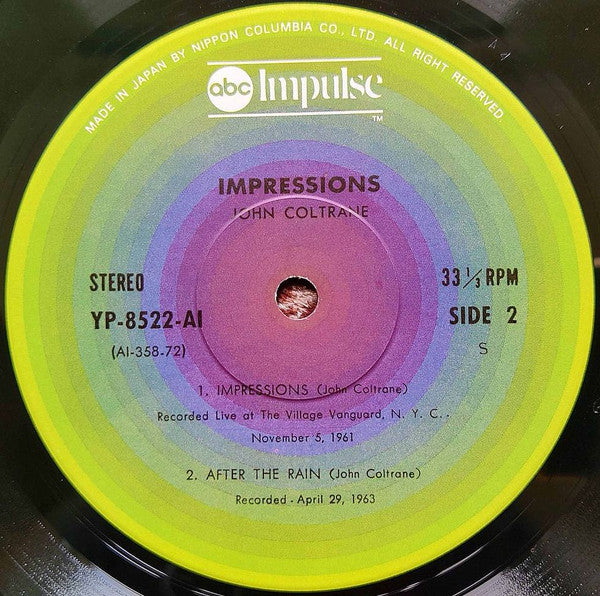 MADE IN JAPAN BY NIPPON COLUMBIA CO., LTD. ALL RIGHT RESERVED.
abc Impulse
TM
IMPRESSIONS
JOHN COLTRANE
STEREO
33 1/3 RPM
YP-8522-AI
SIDE 2
(AI-358-72)
S
1. IMPRESSIONS (John Coltrane)
Recorded Live at The Village Vanguard, N. Y. C..
November 5, 1961
2. AFTER THE RAIN (John Coltrane)
Recorded - April 29, 1963